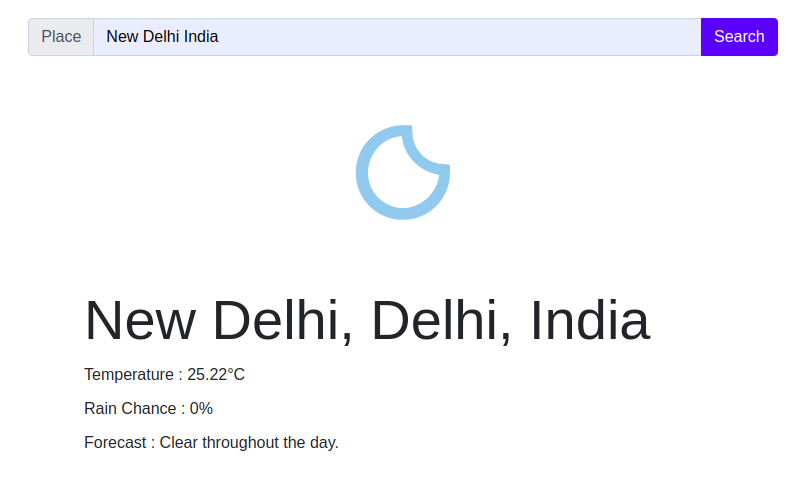 Place New Delhi India Search
New Delhi, Delhi, India
Temperature : 25.22°C
Rain Chance : 0%
Forecast : Clear throughout the day.